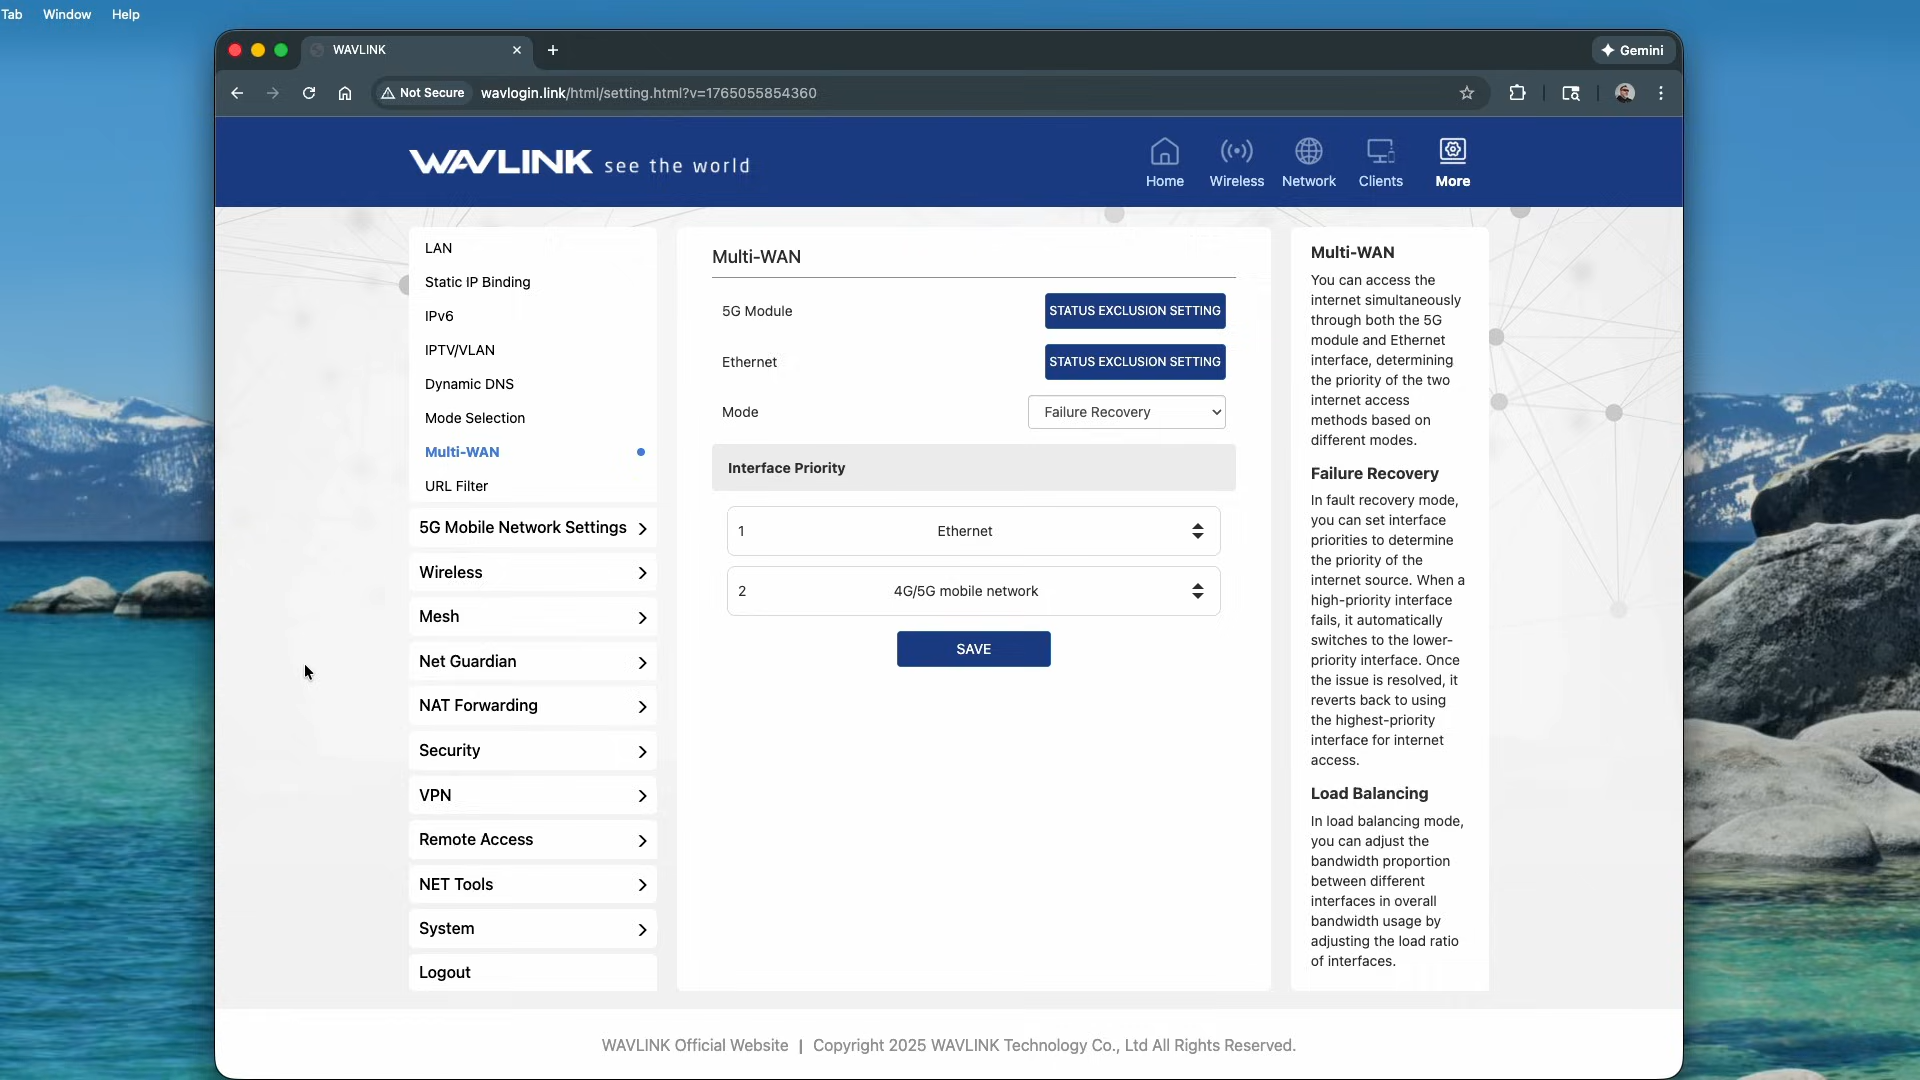 Tab Window Help
WAVLINK
Gemini
Not Secure wavlogin.link/html/setting.html?v=1765055854360
WAVLINK see the world
Home Wireless Network Clients More
LAN
Static IP Binding
IPv6
IPTV/VLAN
Dynamic DNS
Mode Selection
Multi-WAN
URL Filter
5G Mobile Network Settings
Wireless
Mesh
Net Guardian
NAT Forwarding
Security
VPN
Remote Access
NET Tools
System
Logout
Multi-WAN
5G Module STATUS EXCLUSION SETTING
Ethernet STATUS EXCLUSION SETTING
Mode Failure Recovery
Interface Priority
1 Ethernet
2 4G/5G mobile network
SAVE
Multi-WAN
You can access the
internet simultaneously
through both the 5G
module and Ethernet
interface, determining
the priority of the two
internet access
methods based on
different modes.
Failure Recovery
In fault recovery mode,
you can set interface
priorities to determine
the priority of the
internet source. When a
high-priority interface
fails, it automatically
switches to the lower-
priority interface. Once
the issue is resolved, it
reverts back to using
the highest-priority
interface for internet
access.
Load Balancing
In load balancing mode,
you can adjust the
bandwidth proportion
between different
interfaces in overall
bandwidth usage by
adjusting the load ratio
of interfaces.
WAVLINK Official Website | Copyright 2025 WAVLINK Technology Co., Ltd All Rights Reserved.